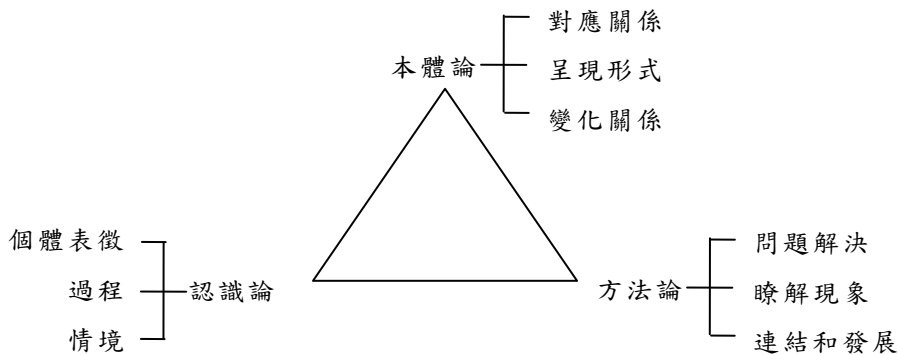 對應關係
本體論
呈現形式
變化關係
個體表徵
過程
認識論
情境
問題解決
方法論
瞭解現象
連結和發展